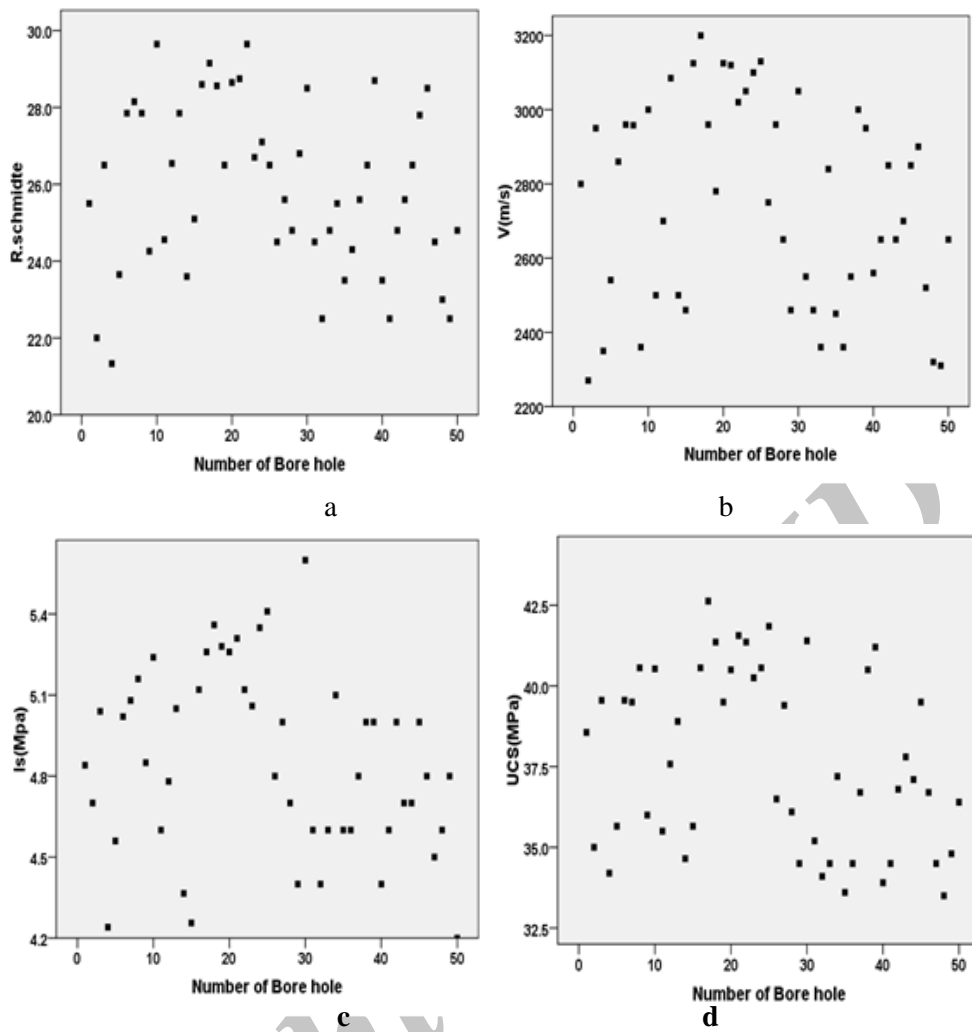 R.schmidte
30.0
28.0
26.0
24.0
22.0
20.0
0 10 20 30 40 50
Number of Bore hole
a
V(m/s)
3200
3000
2800
2600
2400
2200
0 10 20 30 40 50
Number of Bore hole
b
Is(Mpa)
5.4
5.1
4.8
4.5
4.2
0 10 20 30 40 50
Number of Bore hole
c
UCS(MPa)
42.5
40.0
37.5
35.0
32.5
0 10 20 30 40 50
Number of Bore hole
d